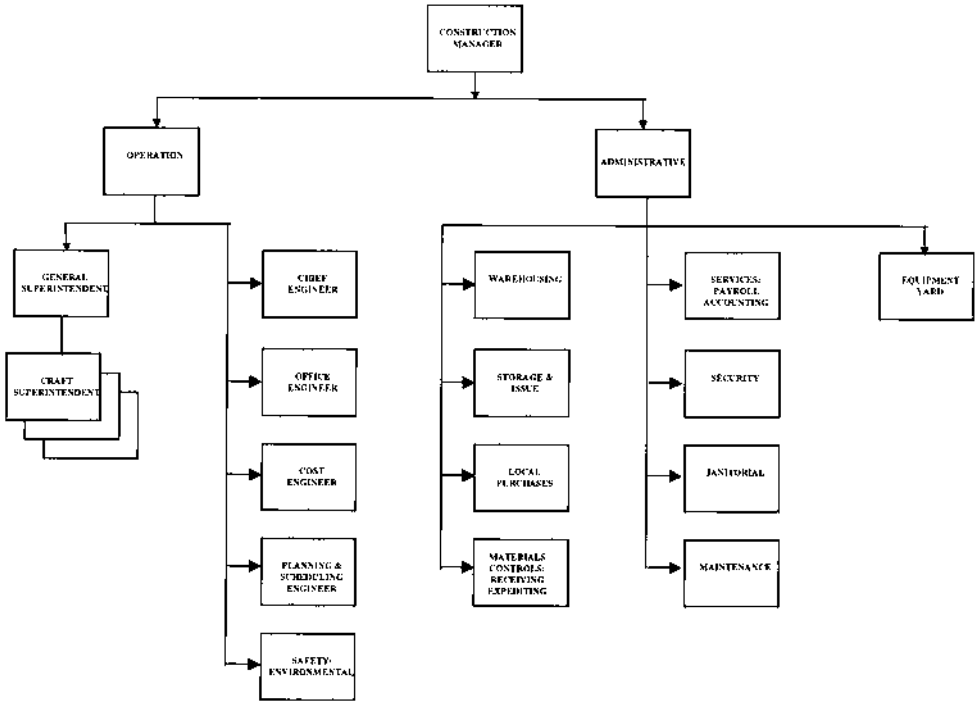 CONSTRUCTION
MANAGER
OPERATION
ADMINISTRATIVE
GENERAL
SUPERINTENDENT
CHIEF
ENGINEER
WAREHOUSING
SERVICES:
PAYROLL
ACCOUNTING
EQUIPMENT
YARD
CRAFT
SUPERINTENDENT
OFFICE
ENGINEER
STORAGE &
ISSUE
SECURITY
COST
ENGINEER
LOCAL
PURCHASES
JANITORIAL
PLANNING &
SCHEDULING
ENGINEER
MATERIALS
CONTROLS:
RECEIVING
EXPEDITING
MAINTENANCE
SAFETY/
ENVIRONMENTAL